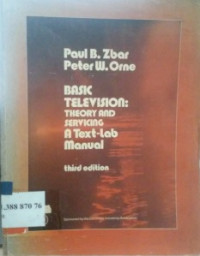 Paul B. Zbar
Peter W. Orne
BASIC
TELEVISION:
THEORY AND
SERVICING
A Text-Lab
Manual
third edition
.388 870 76